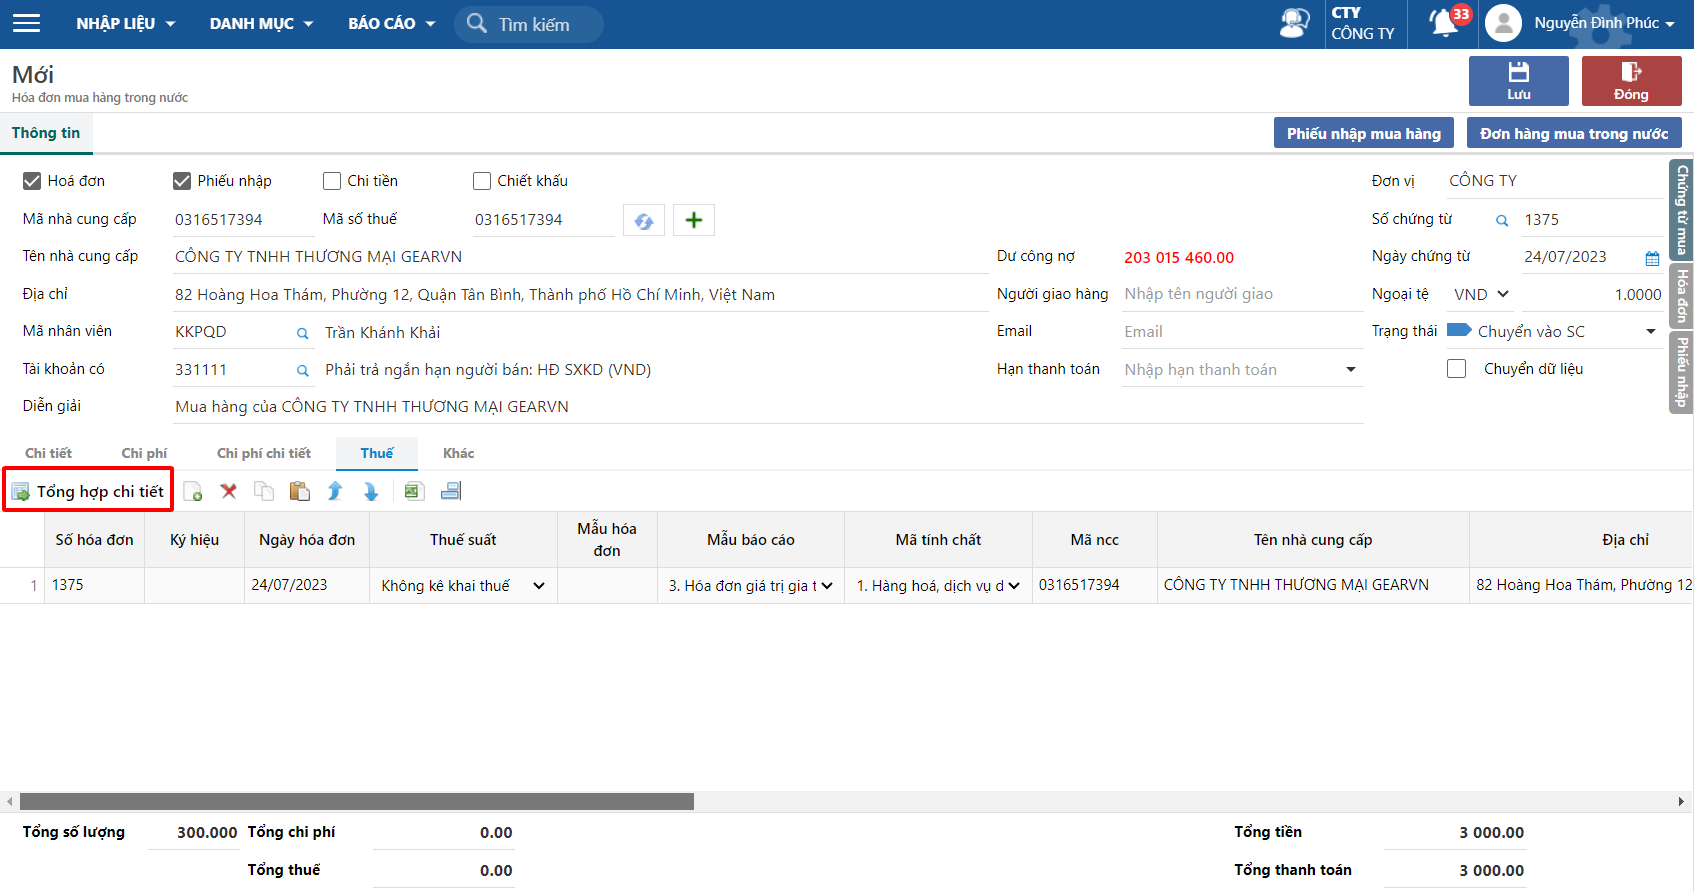 NHẬP LIỆU DANH MỤC BÁO CÁO Tìm kiếm CTY CÔNG TY 33 Nguyễn Đình Phúc
Mới
Hóa đơn mua hàng trong nước
Lưu Đóng
Thông tin Phiếu nhập mua hàng Đơn hàng mua trong nước
Hoá đơn Phiếu nhập Chi tiền Chiết khấu Đơn vị CÔNG TY
Mã nhà cung cấp 0316517394 Mã số thuế 0316517394 Số chứng từ 1375
Tên nhà cung cấp CÔNG TY TNHH THƯƠNG MẠI GEARVN Dư công nợ 203 015 460.00 Ngày chứng từ 24/07/2023
Địa chỉ 82 Hoàng Hoa Thám, Phường 12, Quận Tân Bình, Thành phố Hồ Chí Minh, Việt Nam Người giao hàng Nhập tên người giao Ngoại tệ VND 1.0000
Mã nhân viên KKPQD Trần Khánh Khải Email Email Trạng thái Chuyển vào SC
Tài khoản có 331111 Phải trả ngắn hạn người bán: HĐ SXKD (VND) Hạn thanh toán Nhập hạn thanh toán Chuyển dữ liệu
Diễn giải Mua hàng của CÔNG TY TNHH THƯƠNG MẠI GEARVN
Chứng từ mua
Hóa đơn
Phiếu nhập
Chi tiết Chi phí Chi phí chi tiết Thuế Khác
Tổng hợp chi tiết
Số hóa đơn Ký hiệu Ngày hóa đơn Thuế suất Mẫu hóa đơn Mẫu báo cáo Mã tính chất Mã ncc Tên nhà cung cấp Địa chỉ
1 1375 24/07/2023 Không kê khai thuế 3. Hóa đơn giá trị gia t 1. Hàng hoá, dịch vụ d 0316517394 CÔNG TY TNHH THƯƠNG MẠI GEARVN 82 Hoàng Hoa Thám, Phường 12
Tổng số lượng 300.000 Tổng chi phí 0.00 Tổng tiền 3 000.00
Tổng thuế 0.00 Tổng thanh toán 3 000.00